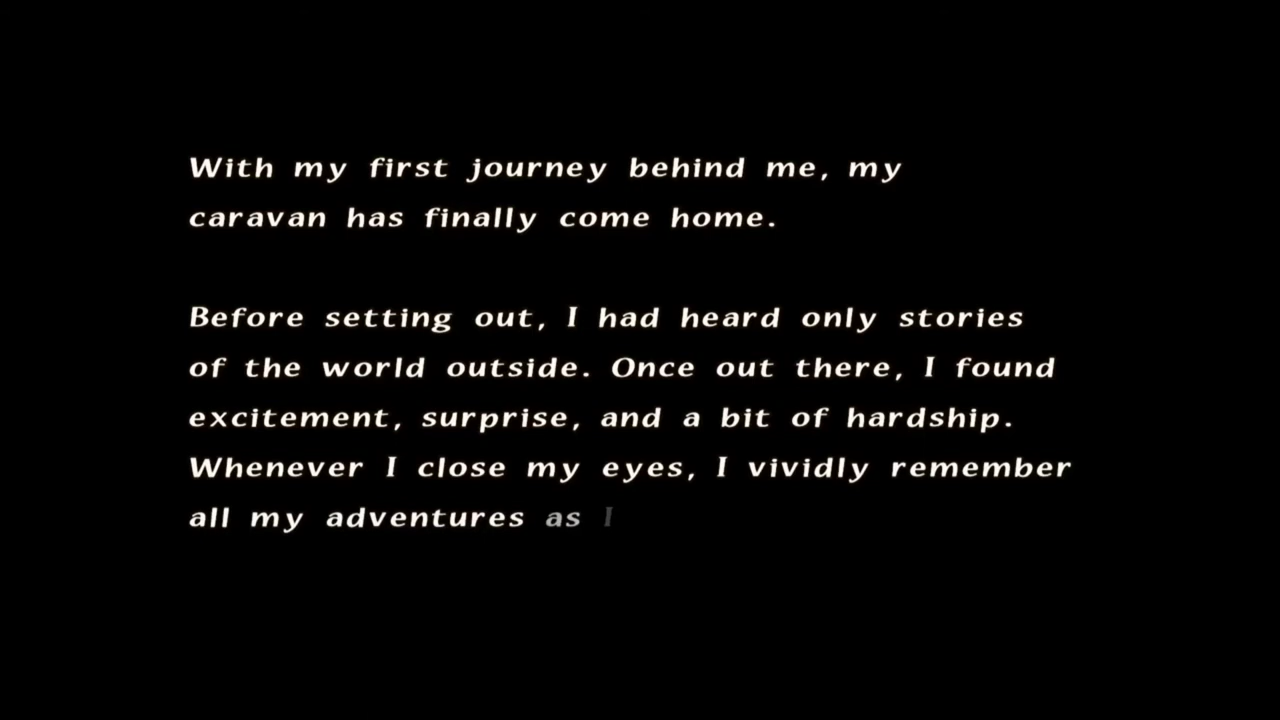 With my first journey behind me, my
caravan has finally come home.
Before setting out, I had heard only stories
of the world outside. Once out there, I found
excitement, surprise, and a bit of hardship.
Whenever I close my eyes, I vividly remember
all my adventures as I